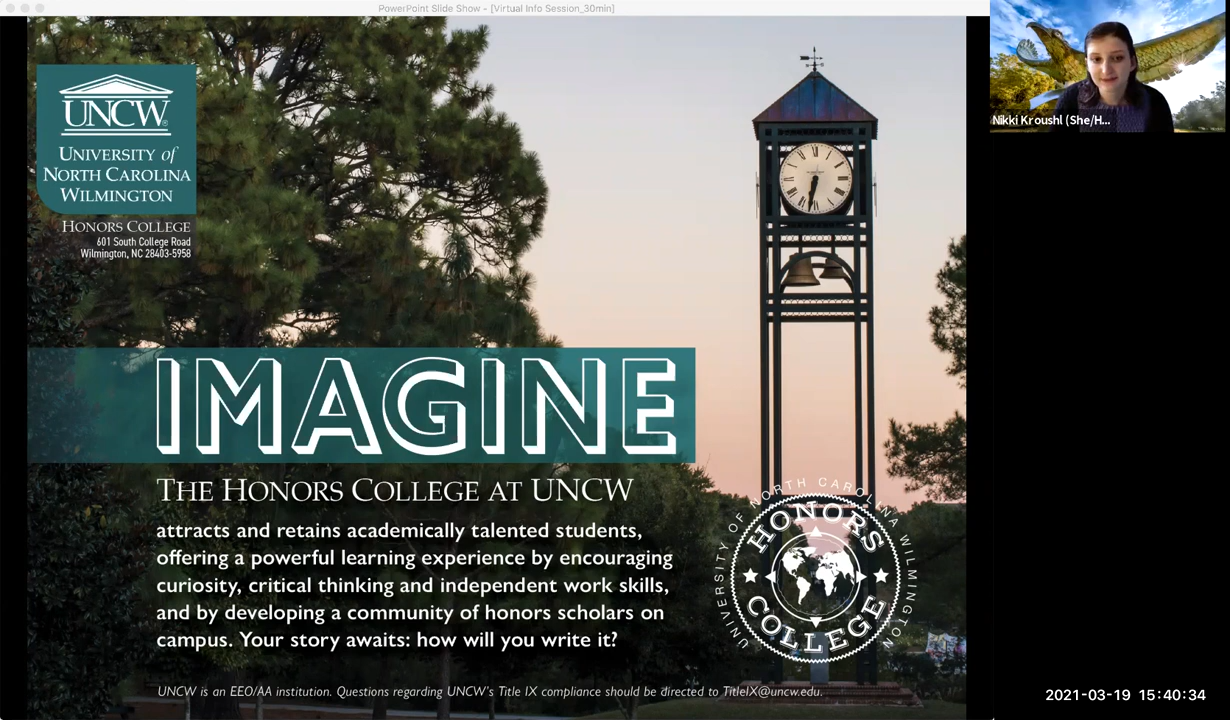 PowerPoint Slide Show - [Virtual Info Session_30min]
UNCW
UNIVERSITY of
NORTH CAROLINA
WILMINGTON
HONORS COLLEGE
601 South College Road
Wilmington, NC 28403-5958
Nikki Kroushl (She/H...
IMAGINE
THE HONORS COLLEGE AT UNCW
attracts and retains academically talented students,
offering a powerful learning experience by encouraging
curiosity, critical thinking and independent work skills,
and by developing a community of honors scholars on
campus. Your story awaits: how will you write it?
UNIVERSITY OF NORTH CAROLINA WILMINGTON
HONORS
COLLEGE
UNCW is an EEO/AA institution. Questions regarding UNCW's Title IX compliance should be directed to TitleIX@uncw.edu.
2021-03-19 15:40:34